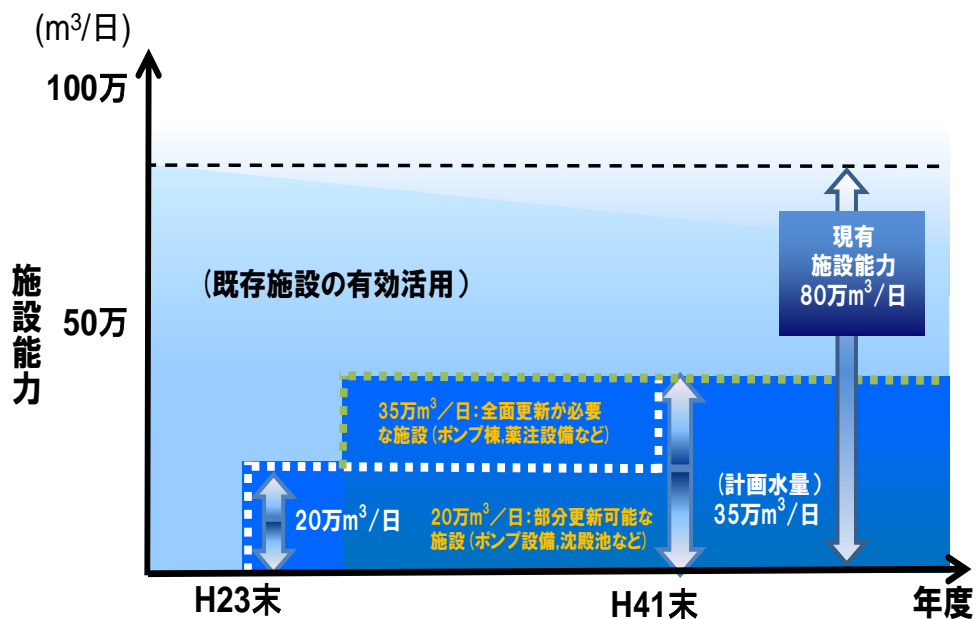 (m³/日)
100万
50万
施設能力
(既存施設の有効活用)
現有
施設能力
80万m³/日
35万m³/日:全面更新が必要
な施設(ポンプ棟,薬注設備など)
20万m³/日
20万m³/日:部分更新可能な
施設(ポンプ設備,沈殿池など)
(計画水量)
35万m³/日
H23末
H41末
年度